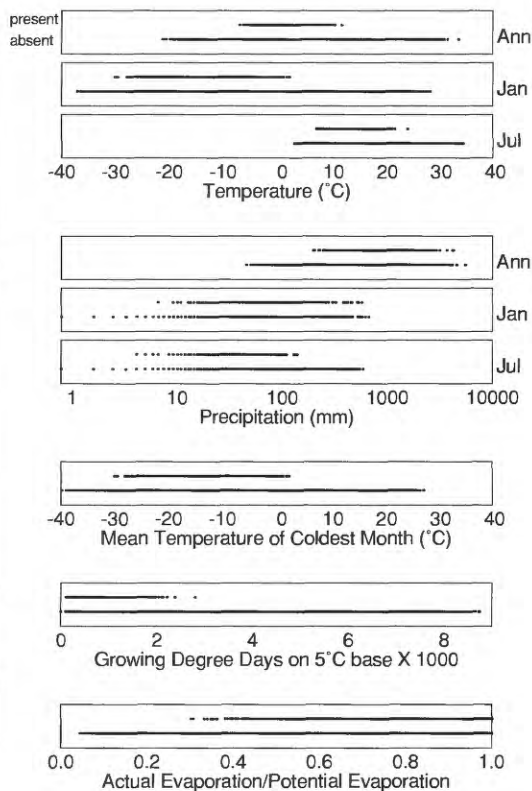 present
absent
Ann
Jan
Jul
-40 -30 -20 -10 0 10 20 30 40
Temperature (˚C)
Ann
Jan
Jul
1 10 100 1000 10000
Precipitation (mm)
-40 -30 -20 -10 0 10 20 30 40
Mean Temperature of Coldest Month (˚C)
0 2 4 6 8
Growing Degree Days on 5˚C base X 1000
0.0 0.2 0.4 0.6 0.8 1.0
Actual Evaporation/Potential Evaporation